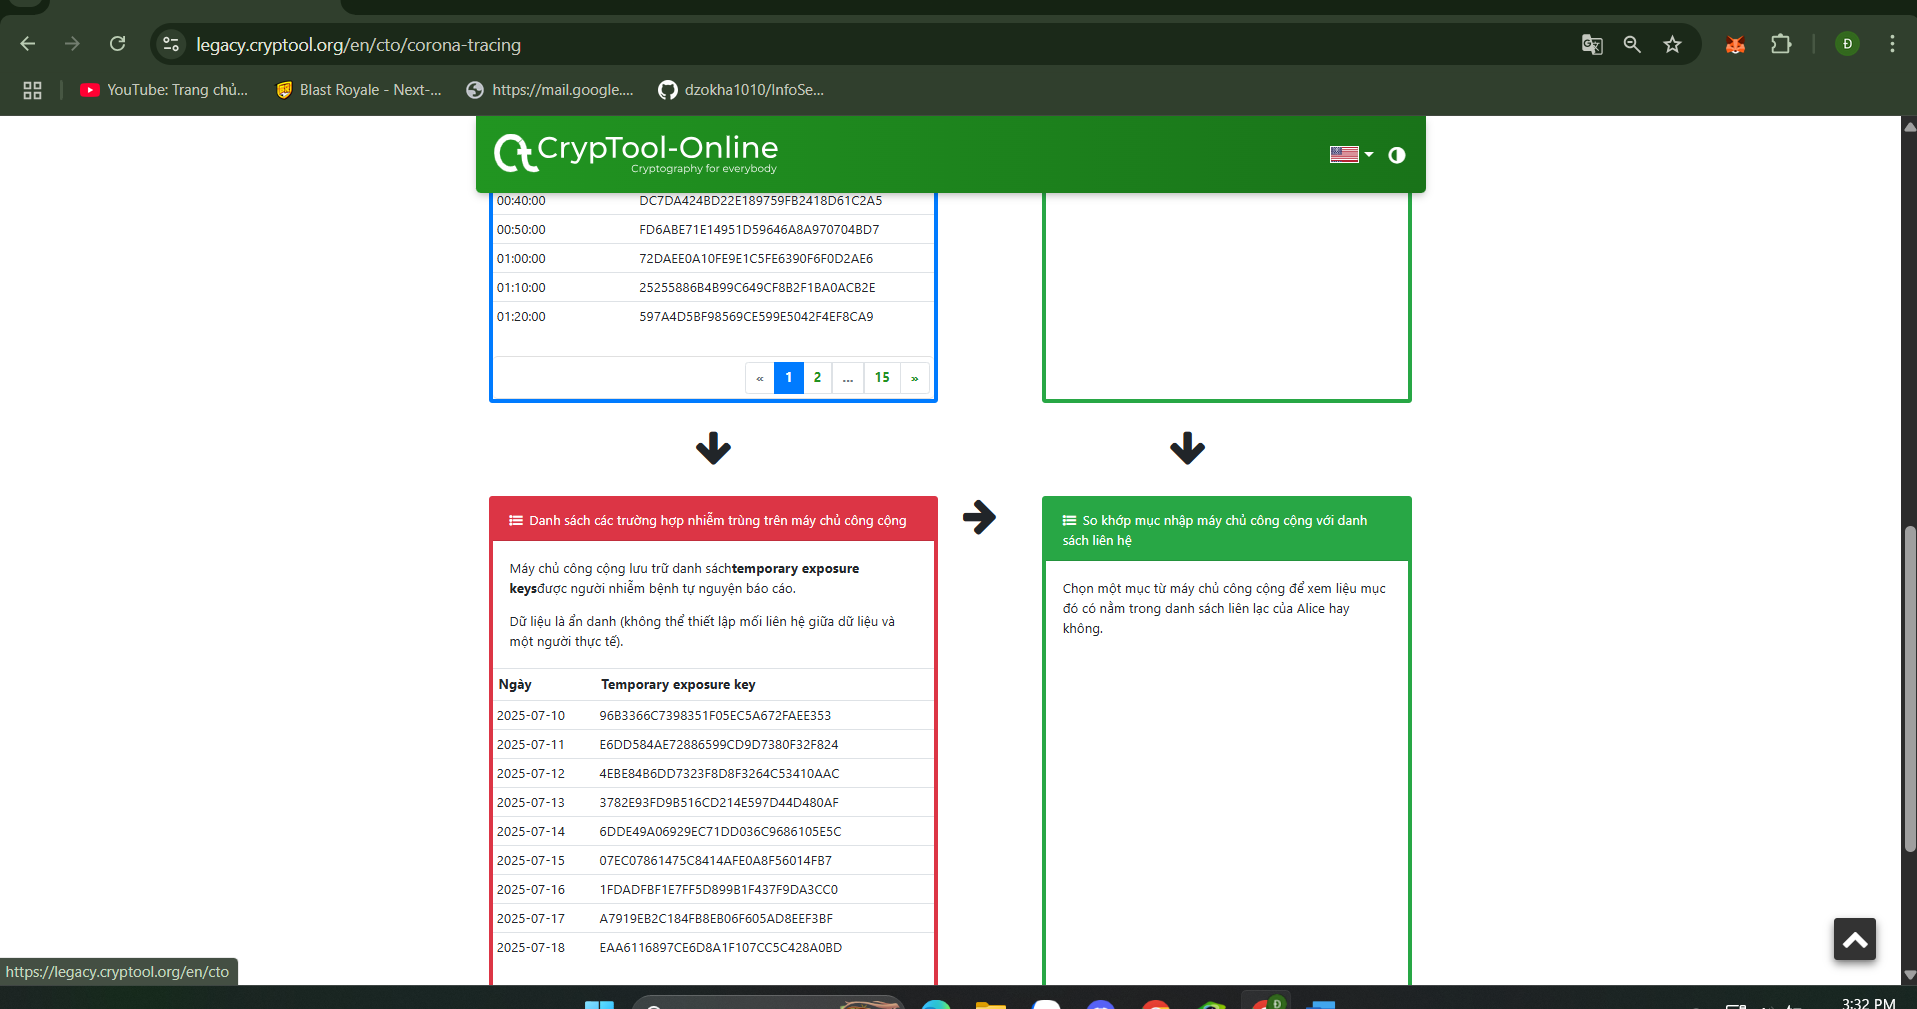 legacy.cryptool.org/en/cto/corona-tracing
Đ
YouTube: Trang chủ...
Blast Royale - Next-...
https://mail.google....
dzokha1010/InfoSe...
CrypTool-Online
Cryptography for everybody
00:40:00 DC7DA424BD22E189759FB2418D61C2A5
00:50:00 FD6ABE71E14951D59646A8A970704BD7
01:00:00 72DAEE0A10FE9E1C5FE6390F6F0D2AE6
01:10:00 25255886B4B99C649CF8B2F1BA0ACB2E
01:20:00 597A4D5BF98569CE599E5042F4EF8CA9
« 1 2 ... 15 »
Danh sách các trường hợp nhiễm trùng trên máy chủ công cộng
Máy chủ công cộng lưu trữ danh sáchtemporary exposure
keysđược người nhiễm bệnh tự nguyện báo cáo.
Dữ liệu là ẩn danh (không thể thiết lập mối liên hệ giữa dữ liệu và
một người thực tế).
Ngày Temporary exposure key
2025-07-10 96B3366C7398351F05EC5A672FAEE353
2025-07-11 E6DD584AE72886599CD9D7380F32F824
2025-07-12 4EBE84B6DD7323F8D8F3264C53410AAC
2025-07-13 3782E93FD9B516CD214E597D44D480AF
2025-07-14 6DDE49A06929EC71DD036C9686105E5C
2025-07-15 07EC07861475C8414AFE0A8F56014FB7
2025-07-16 1FDADFBF1E7FF5D899B1F437F9DA3CC0
2025-07-17 A7919EB2C184FB8EB06F605AD8EEF3BF
2025-07-18 EAA6116897CE6D8A1F107CC5C428A0BD
So khớp mục nhập máy chủ công cộng với danh
sách liên hệ
Chọn một mục từ máy chủ công cộng để xem liệu mục
đó có nằm trong danh sách liên lạc của Alice hay
không.
https://legacy.cryptool.org/en/cto
Đ
3:32 PM